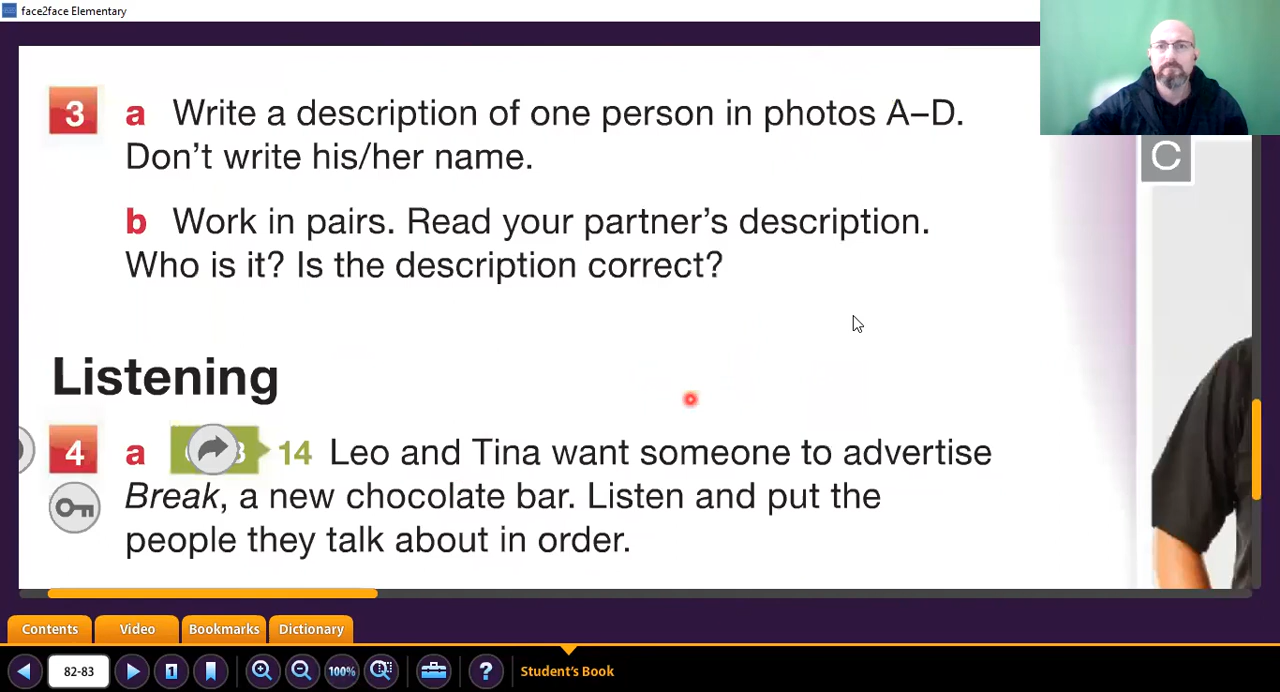 face2face Elementary
3 a Write a description of one person in photos A–D.
Don't write his/her name.
b Work in pairs. Read your partner's description.
Who is it? Is the description correct?
C
Listening
4 a 14 Leo and Tina want someone to advertise
Break, a new chocolate bar. Listen and put the
people they talk about in order.
Contents Video Bookmarks Dictionary
82-83 1 100% ? Student's Book